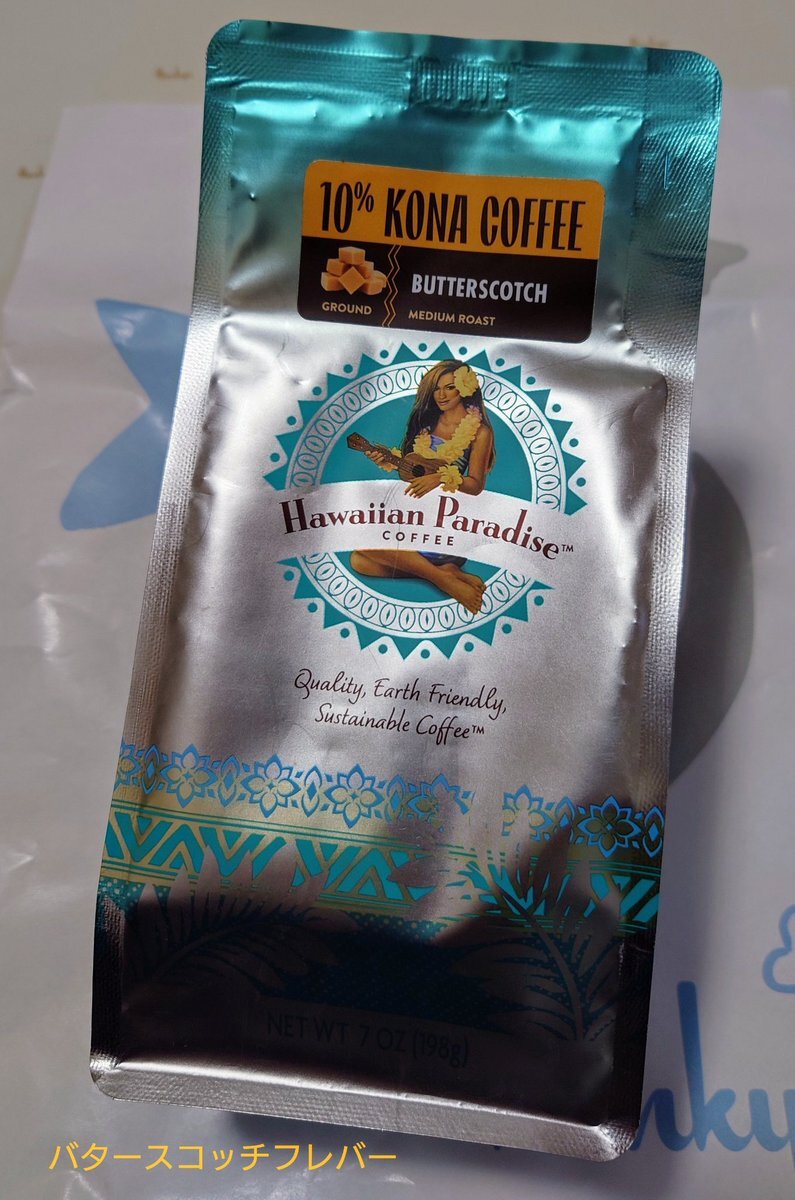 10% KONA COFFEE
BUTTERSCOTCH
GROUND
MEDIUM ROAST
Hawaiian Paradise™
COFFEE
Quality, Earth Friendly,
Sustainable Coffee™
NET WT 7 OZ (198g)
バタースコッチフレバー